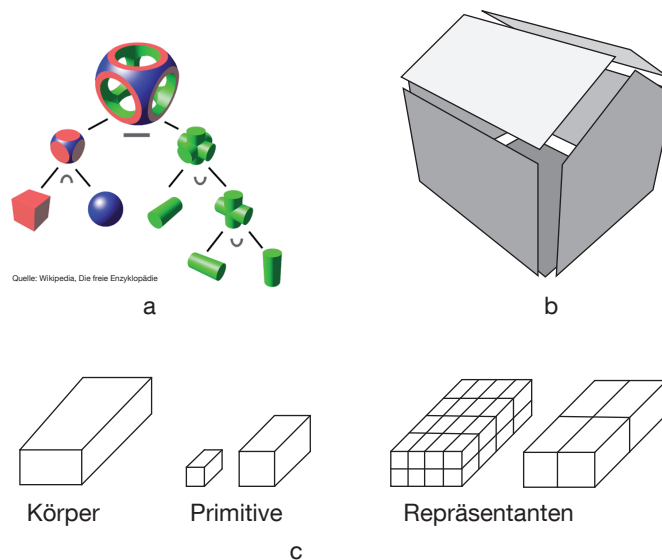 Quelle: Wikipedia, Die freie Enzyklopädie
a
b
Körper
Primitive
Repräsentanten
c